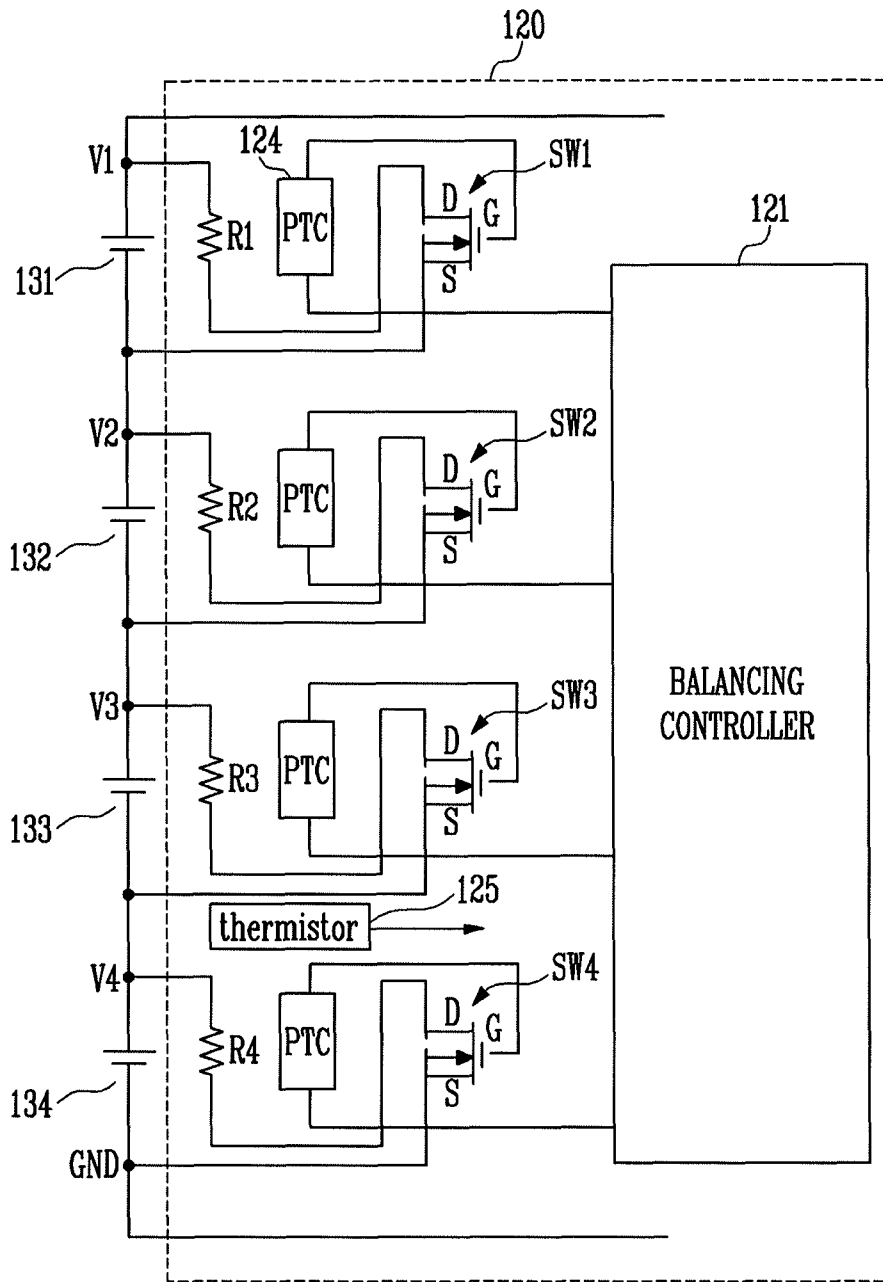 120
V1
124
PTC
R1
D
G
S
SW1
131
121
V2
PTC
R2
D
G
S
SW2
132
BALANCING
CONTROLLER
V3
PTC
R3
D
G
S
SW3
133
thermistor
125
V4
PTC
R4
D
G
S
SW4
134
GND